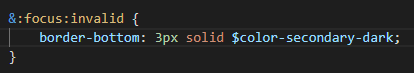 &:focus:invalid {
    border-bottom: 3px solid $color-secondary-dark;
}